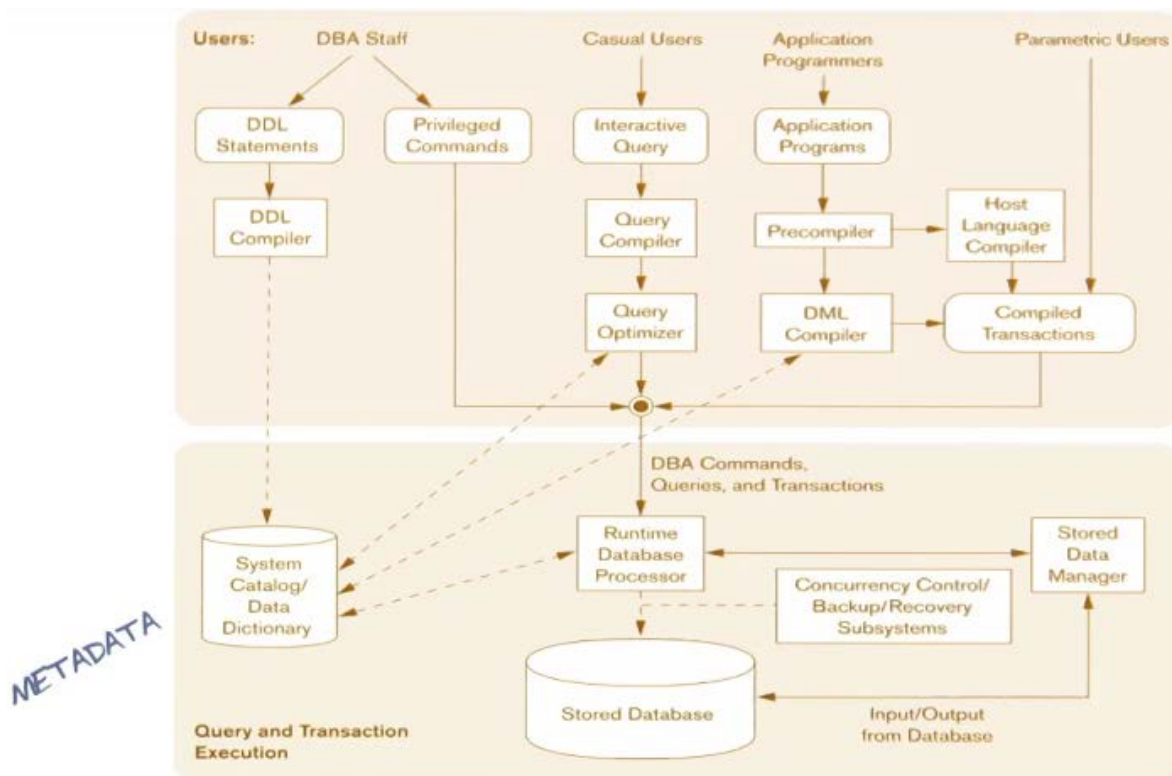 Users:
DBA Staff
Casual Users
Application
Programmers
Parametric Users
DDL
Statements
Privileged
Commands
Interactive
Query
Application
Programs
DDL
Compiler
Query
Compiler
Precompiler
Host
Language
Compiler
Query
Optimizer
DML
Compiler
Compiled
Transactions
DBA Commands,
Queries, and Transactions
System
Catalog/
Data
Dictionary
Runtime
Database
Processor
Stored
Data
Manager
Concurrency Control/
Backup/Recovery
Subsystems
METADATA
Stored Database
Input/Output
from Database
Query and Transaction
Execution